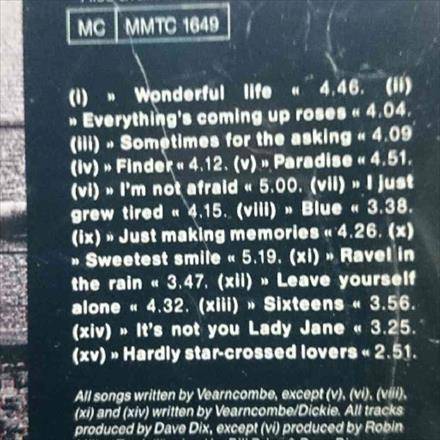 MC MMTC 1649
(i) » Wonderful life « 4.46. (ii)
» Everything's coming up roses « 4.04.
(iii) » Sometimes for the asking « 4.09
(iv) » Finder « 4.12. (v) » Paradise « 4.51.
(vi) » I'm not afraid « 5.00. (vii) » I just
grew tired « 4.15. (viii) » Blue « 3.38.
(ix) » Just making memories « 4.26. (x)
» Sweetest smile « 5.19. (xi) » Ravel in
the rain « 3.47. (xii) » Leave yourself
alone « 4.32. (xiii) » Sixteens « 3.56.
(xiv) » It's not you Lady Jane « 3.25.
(xv) » Hardly star-crossed lovers « 2.51.
All songs written by Vearncombe, except (v), (vi), (viii),
(xi) and (xiv) written by Vearncombe/Dickie. All tracks
produced by Dave Dix, except (vi) produced by Robin